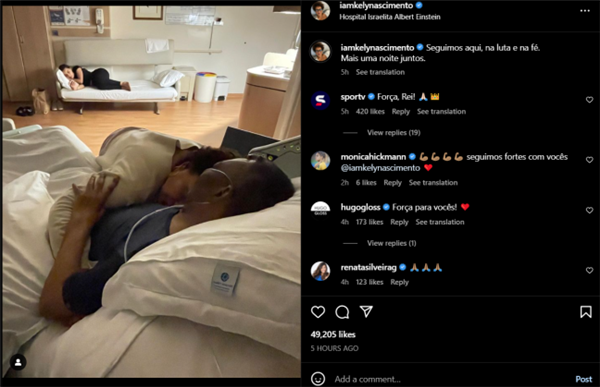 iamkelynascimento
Hospital Israelita Albert Einstein
iamkelynascimento Seguimos aqui, na luta e na fé.
Mais uma noite juntos.
5h See translation
sportv Força, Rei! 🙏🏻 👑
5h 420 likes Reply See translation
View replies (19)
monicahickmann 💪🏽💪🏽💪🏽💪🏽 seguimos fortes com vocês
@iamkelynascimento ❤️
2h 6 likes Reply See translation
hugogloss Força para vocês! ❤️
4h 173 likes Reply See translation
View replies (1)
renatasilveirag 🙏🏽🙏🏽🙏🏽
4h 123 likes Reply
49,205 likes
5 HOURS AGO
Add a comment...
Post